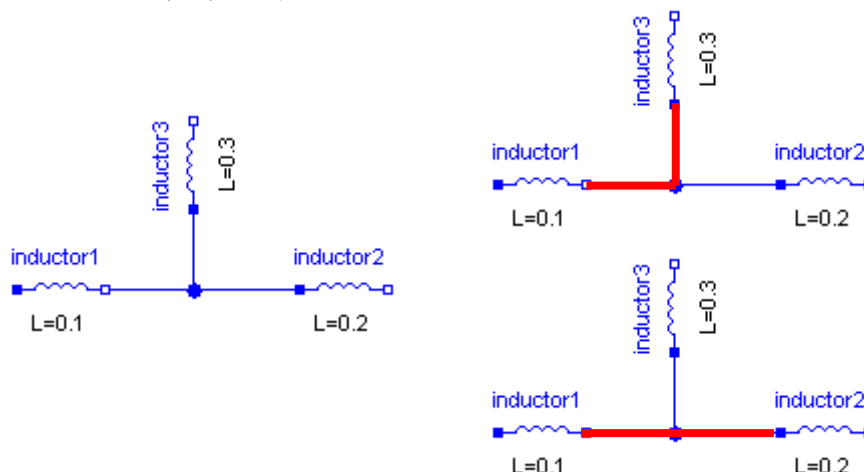 inductor3
L=0.3
inductor1
L=0.1
inductor2
L=0.2
inductor3
L=0.3
inductor1
L=0.1
inductor2
L=0.2
inductor3
L=0.3
inductor1
L=0.1
inductor2
L=0.2